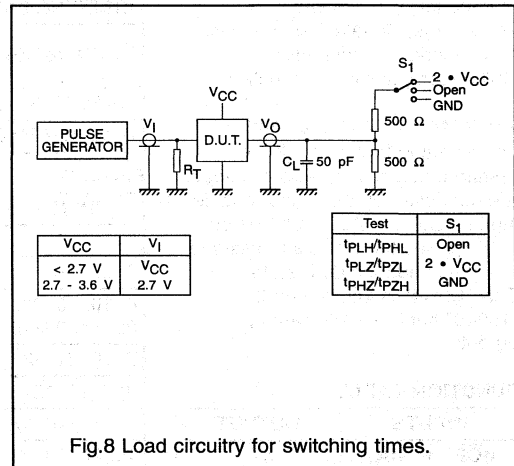 S1
2 • VCC
Open
GND
VCC
VI
VO
PULSE
GENERATOR
D.U.T.
500 Ω
RT
CL
50 pF
500 Ω
VCC VI
< 2.7 V VCC
2.7 - 3.6 V 2.7 V
Test S1
tPLH/tPHL Open
tPLZ/tPZL 2 • VCC
tPHZ/tPZH GND
Fig.8 Load circuitry for switching times.